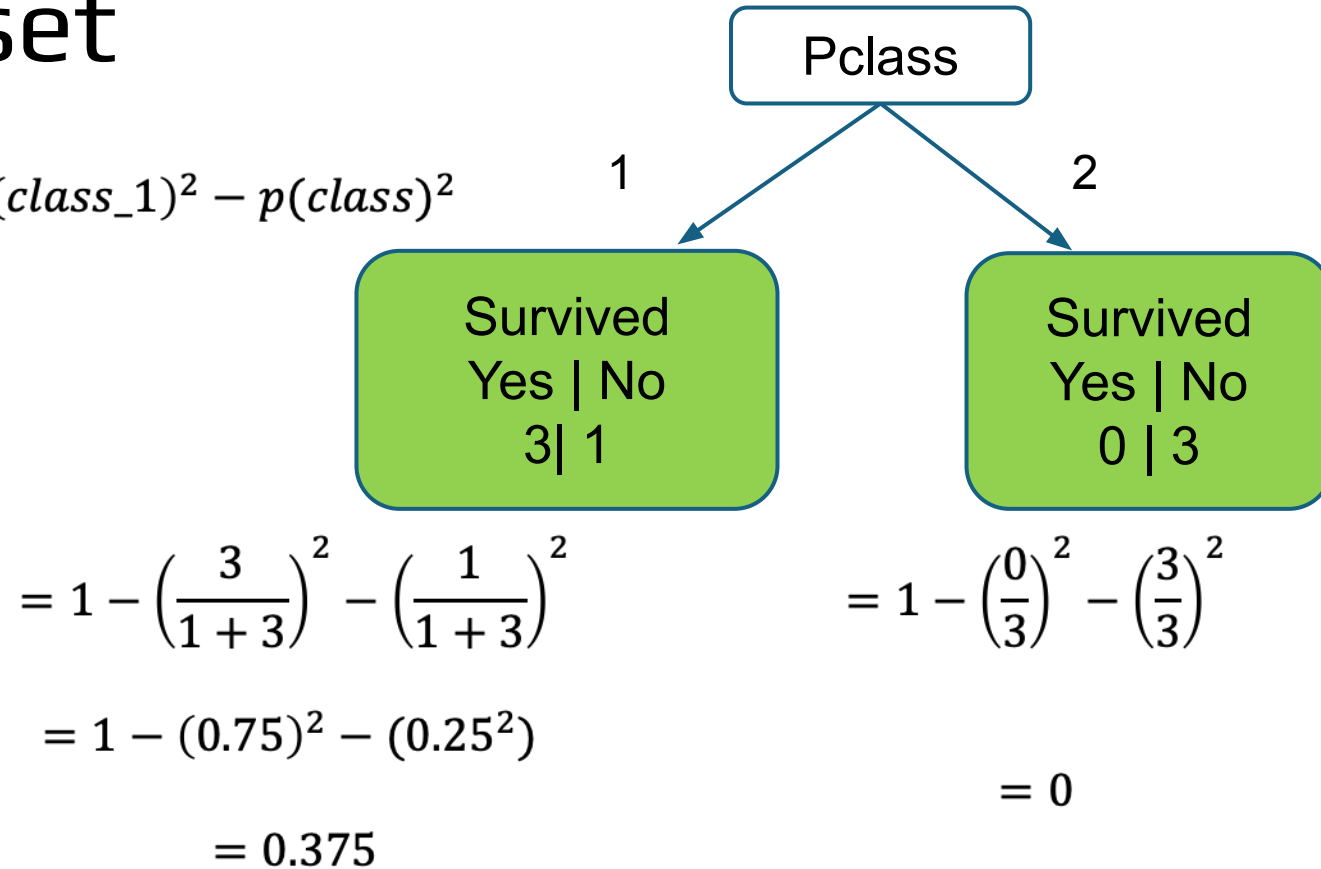 set
Pclass
1
2
(class_1)² − p(class)²
Survived
Yes | No
3| 1
Survived
Yes | No
0 | 3
= 1 − (3/(1 + 3))² − (1/(1 + 3))²
= 1 − (0.75)² − (0.25²)
= 0.375
= 1 − (0/3)² − (3/3)²
= 0